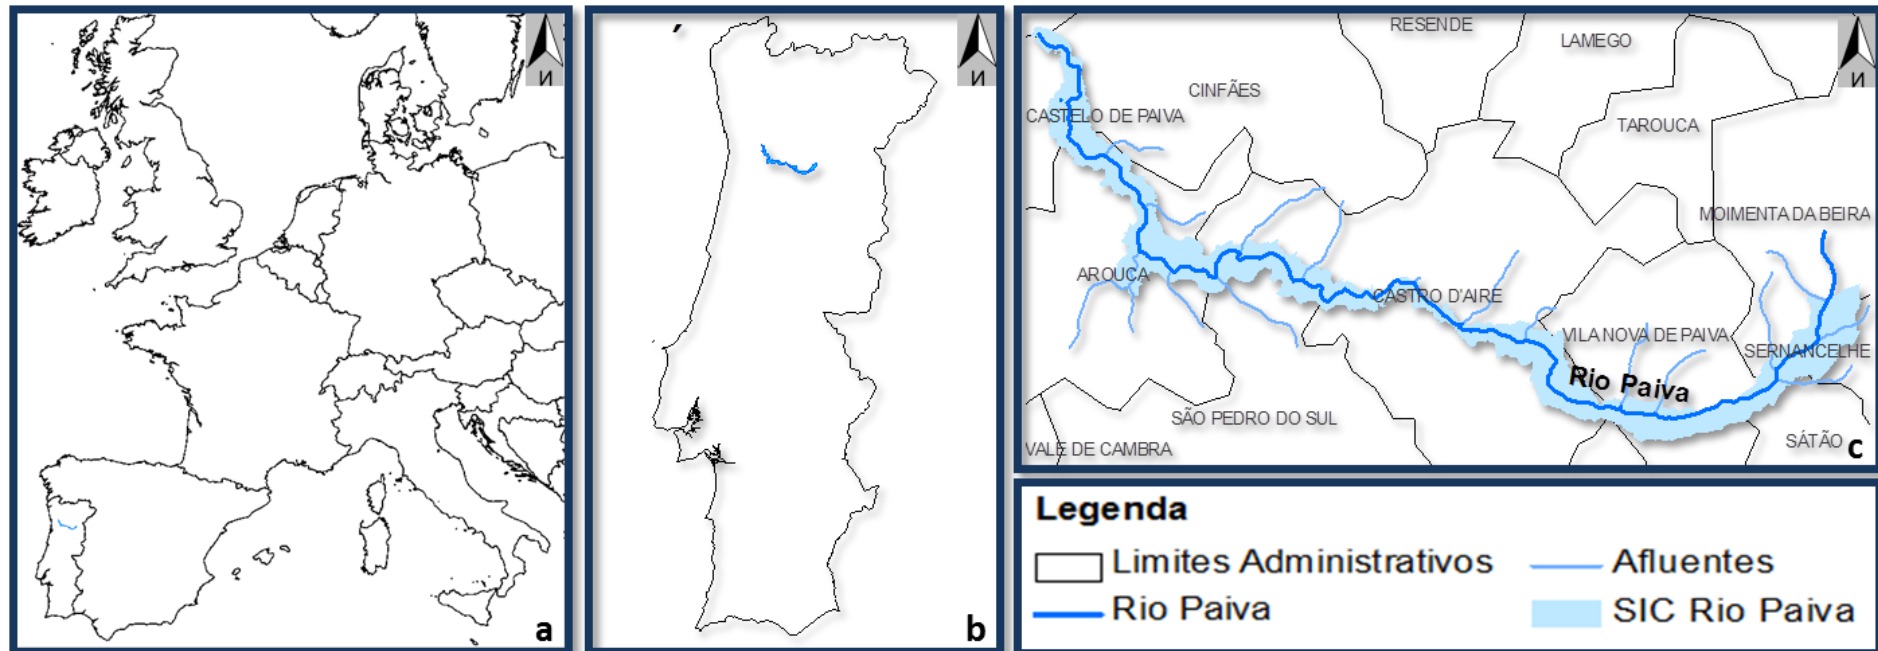 N
a
N
b
N
RESENDE
LAMEGO
CINFÃES
CASTELO DE PAIVA
TAROUCA
MOIMENTA DA BEIRA
AROUCA
CASTRO D'AIRE
VILA NOVA DE PAIVA
SERNANCELHE
Rio Paiva
SÃO PEDRO DO SUL
SÁTÃO
VALE DE CAMBRA
c
Legenda
Limites Administrativos
Afluentes
Rio Paiva
SIC Rio Paiva